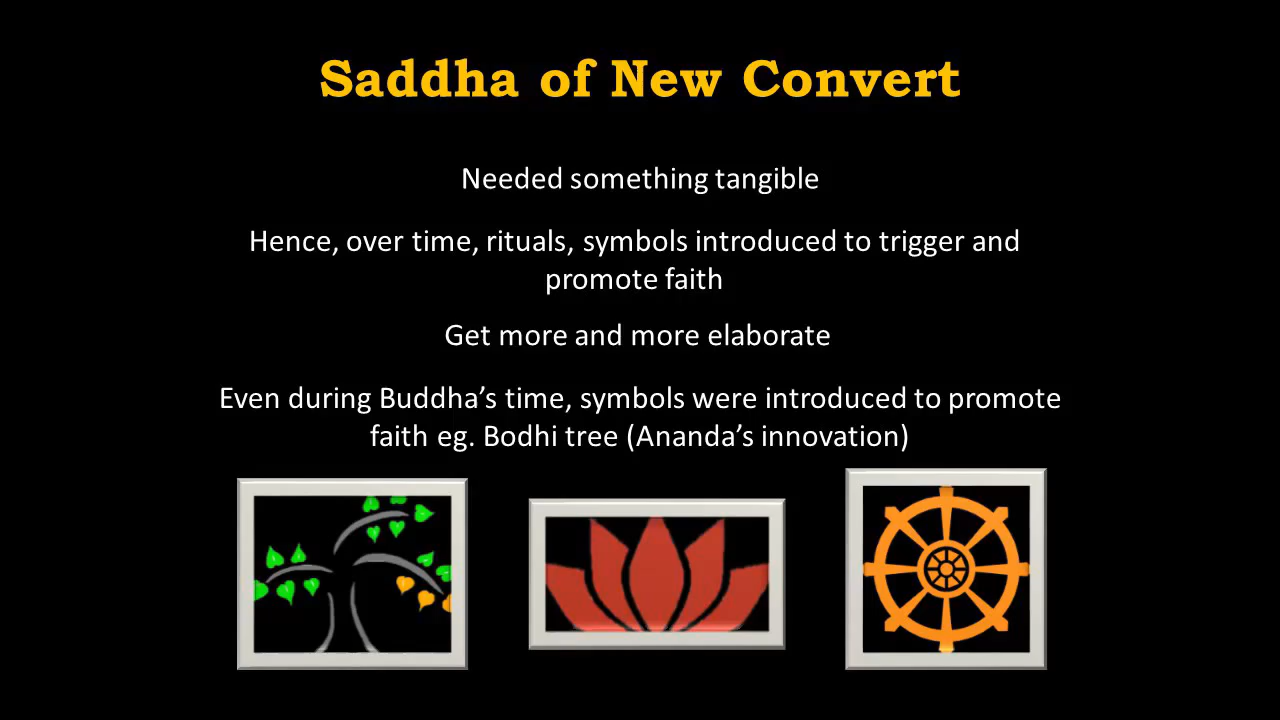 Saddha of New Convert
Needed something tangible
Hence, over time, rituals, symbols introduced to trigger and
promote faith
Get more and more elaborate
Even during Buddha’s time, symbols were introduced to promote
faith eg. Bodhi tree (Ananda’s innovation)